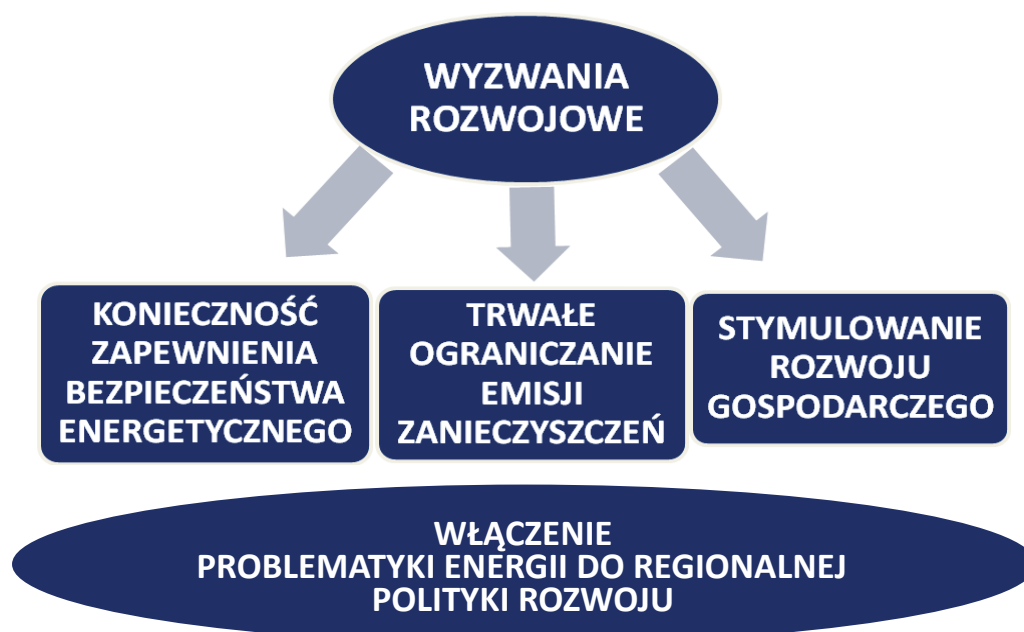 WYZWANIA
ROZWOJOWE
KONIECZNOŚĆ
ZAPEWNIENIA
BEZPIECZEŃSTWA
ENERGETYCZNEGO
TRWAŁE
OGRANICZANIE
EMISJI
ZANIECZYSZCZEŃ
STYMULOWANIE
ROZWOJU
GOSPODARCZEGO
WŁĄCZENIE
PROBLEMATYKI ENERGII DO REGIONALNEJ
POLITYKI ROZWOJU